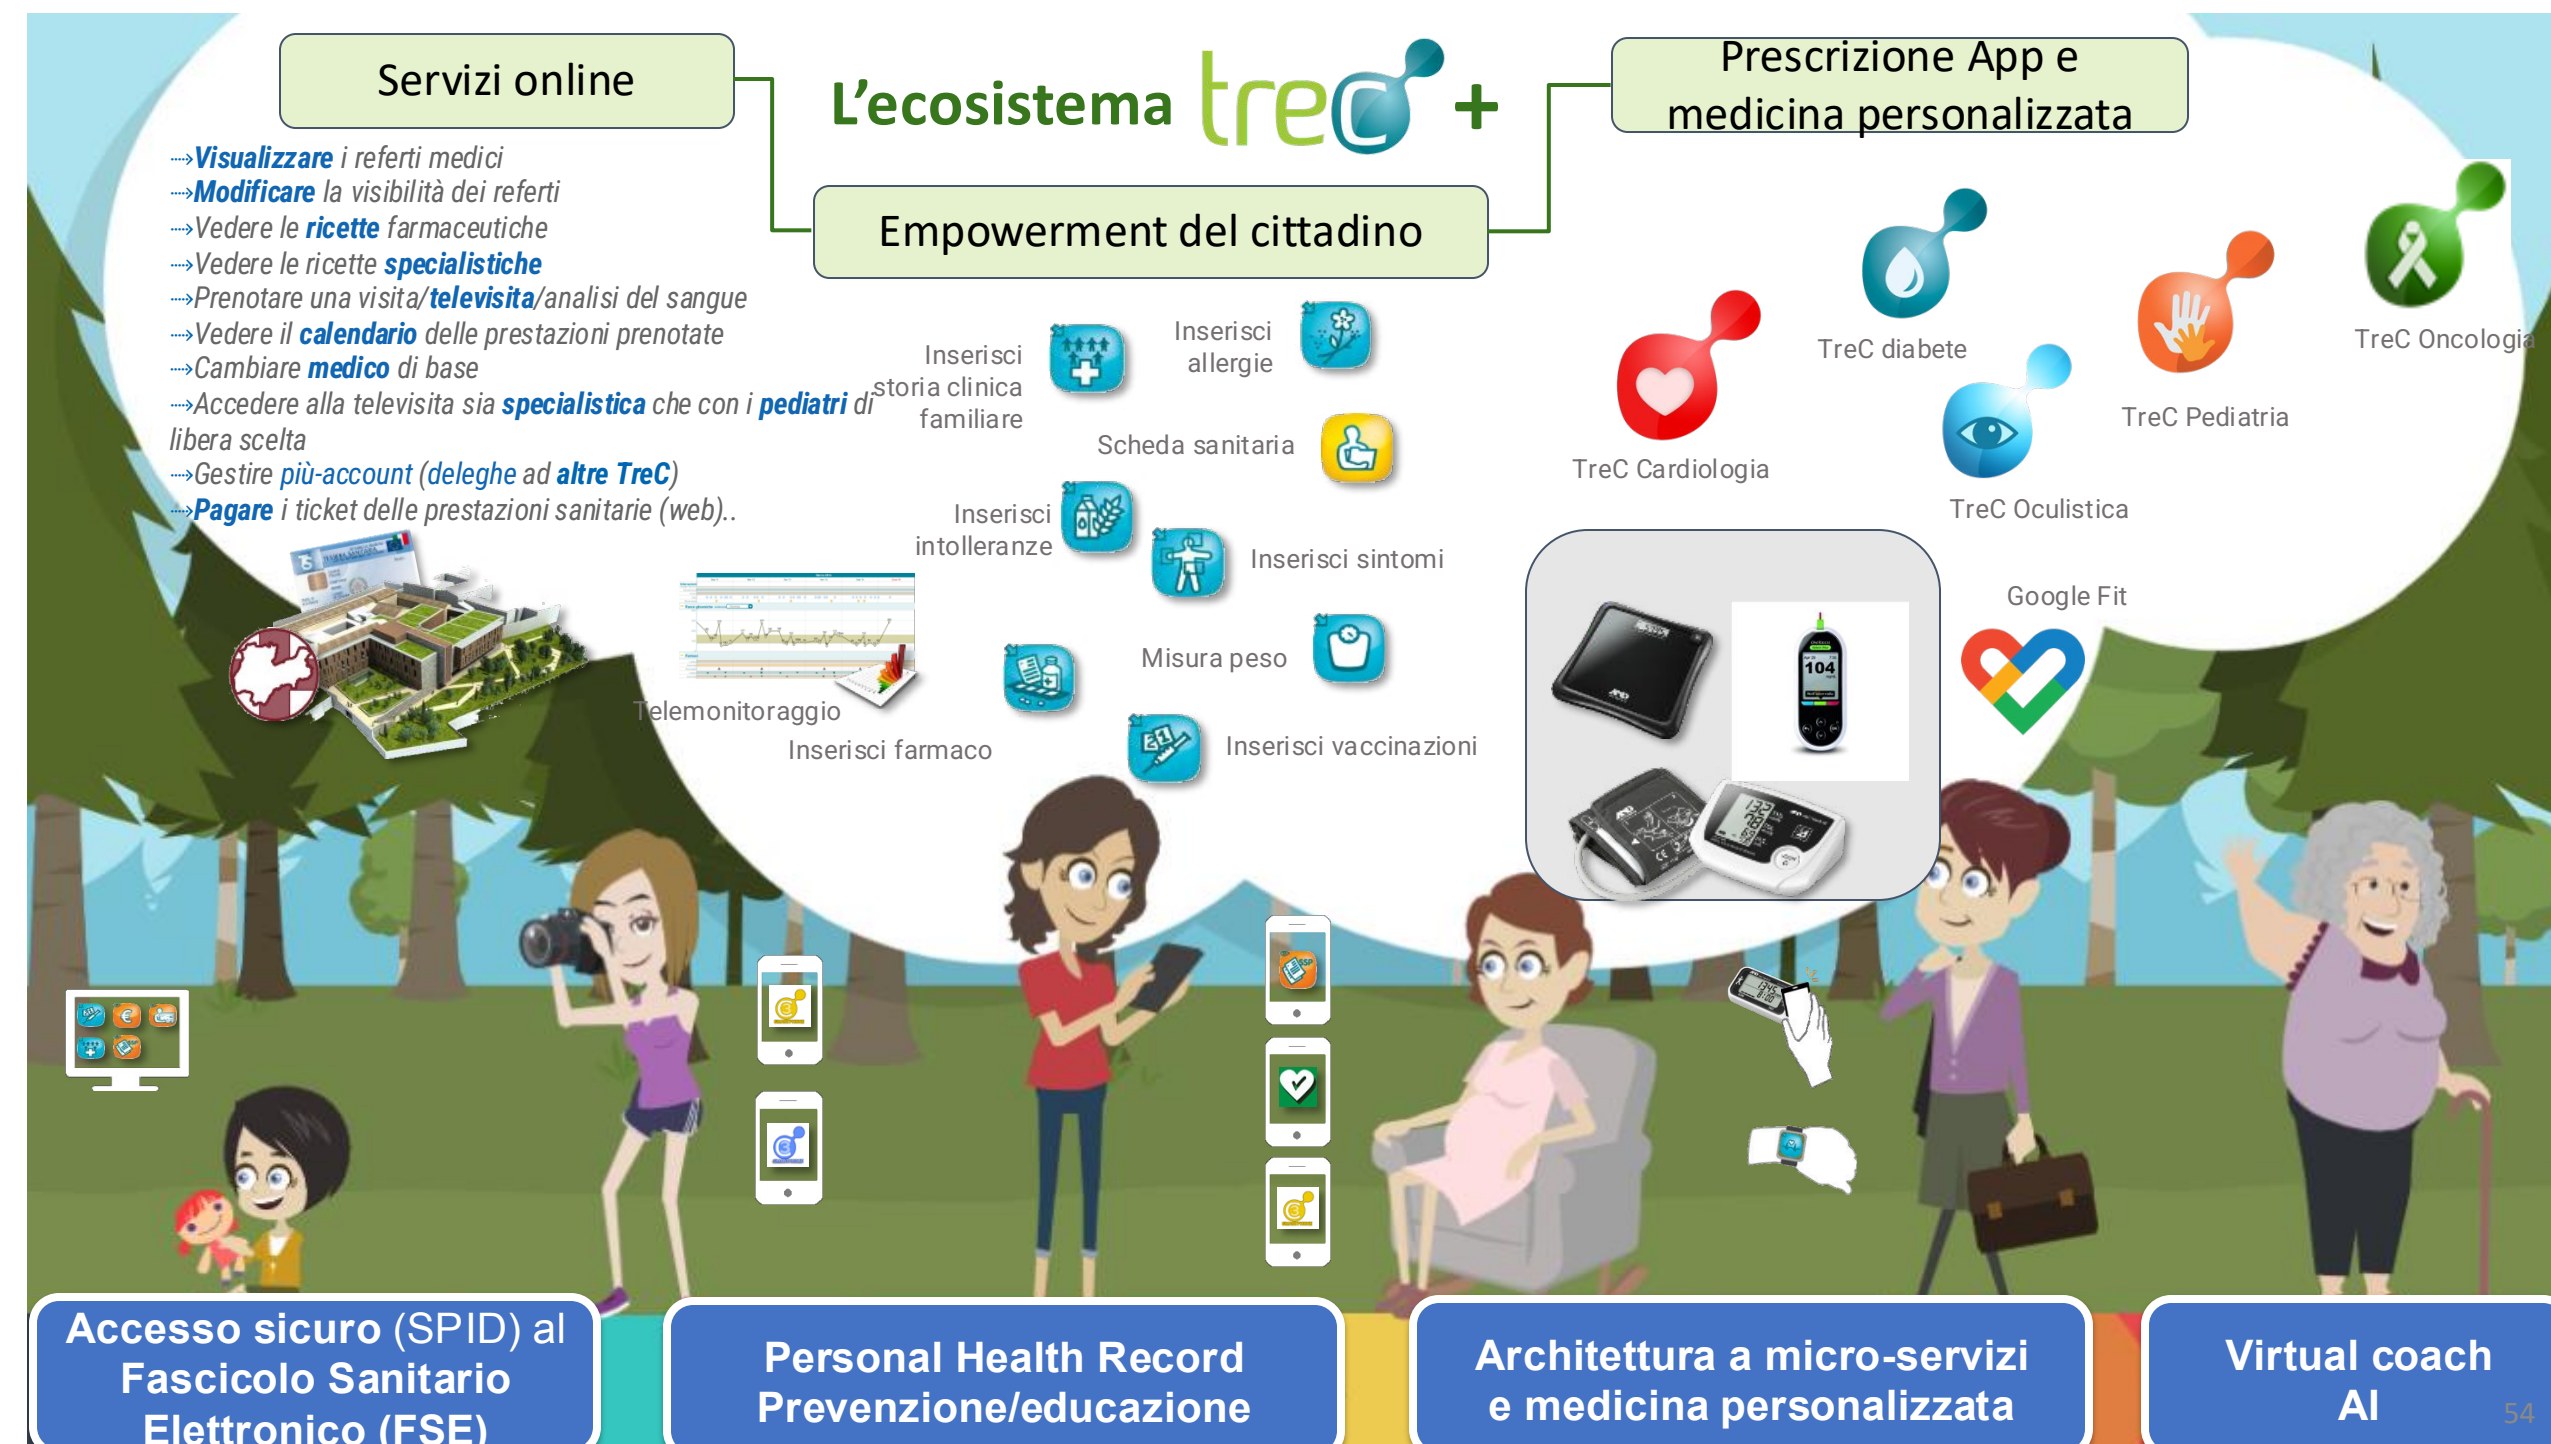 Servizi online
L'ecosistema treC +
Prescrizione App e
medicina personalizzata
Empowerment del cittadino
Visualizzare i referti medici
Modificare la visibilità dei referti
Vedere le ricette farmaceutiche
Vedere le ricette specialistiche
Prenotare una visita/televisita/analisi del sangue
Vedere il calendario delle prestazioni prenotate
Cambiare medico di base
Accedere alla televisita sia specialistica che con i pediatri di
libera scelta
Gestire più-account (deleghe ad altre TreC)
Pagare i ticket delle prestazioni sanitarie (web)..
Telemonitoraggio
Inserisci
storia clinica
familiare
Inserisci
allergie
Scheda sanitaria
Inserisci
intolleranze
Inserisci sintomi
Misura peso
Inserisci farmaco
Inserisci vaccinazioni
TreC Cardiologia
TreC diabete
TreC Oculistica
TreC Pediatria
TreC Oncologia
Google Fit
104
Accesso sicuro (SPID) al
Fascicolo Sanitario
Elettronico (FSE)
Personal Health Record
Prevenzione/educazione
Architettura a micro-servizi
e medicina personalizzata
Virtual coach
AI
54